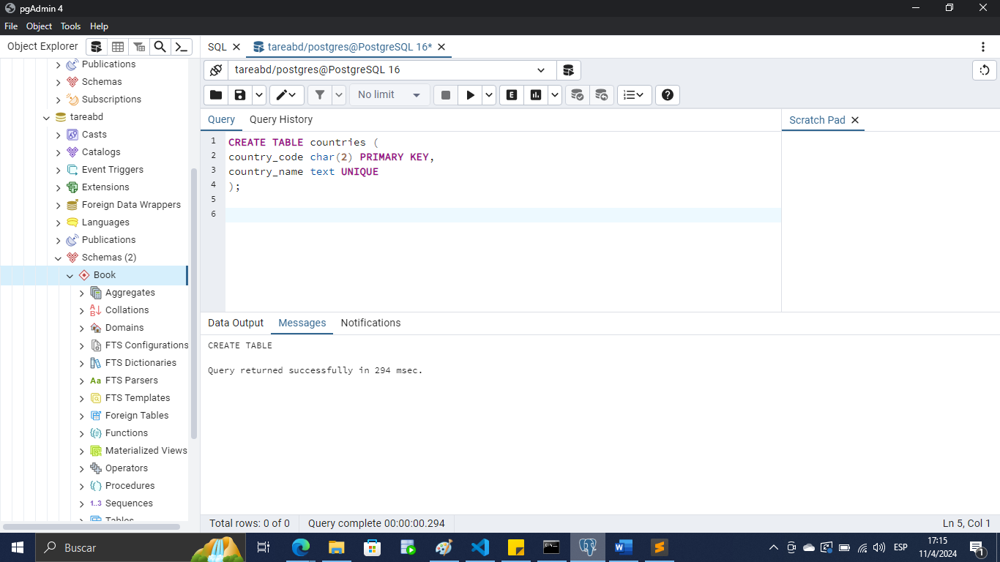 pgAdmin 4
File Object Tools Help
Object Explorer
SQL
tareabd/postgres@PostgreSQL 16*
Publications
Schemas
Subscriptions
tareabd
Casts
Catalogs
Event Triggers
Extensions
Foreign Data Wrappers
Languages
Publications
Schemas (2)
Book
Aggregates
Collations
Domains
FTS Configurations
FTS Dictionaries
Aa FTS Parsers
FTS Templates
Foreign Tables
Functions
Materialized Views
Operators
Procedures
1..3 Sequences
Tables
tareabd/postgres@PostgreSQL 16
No limit
E
Query Query History
Scratch Pad
1 CREATE TABLE countries (
2 country_code char(2) PRIMARY KEY,
3 country_name text UNIQUE
4 );
5
6
Data Output Messages Notifications
CREATE TABLE
Query returned successfully in 294 msec.
Total rows: 0 of 0 Query complete 00:00:00.294 Ln 5, Col 1
Buscar
ESP
17:15
11/4/2024
1